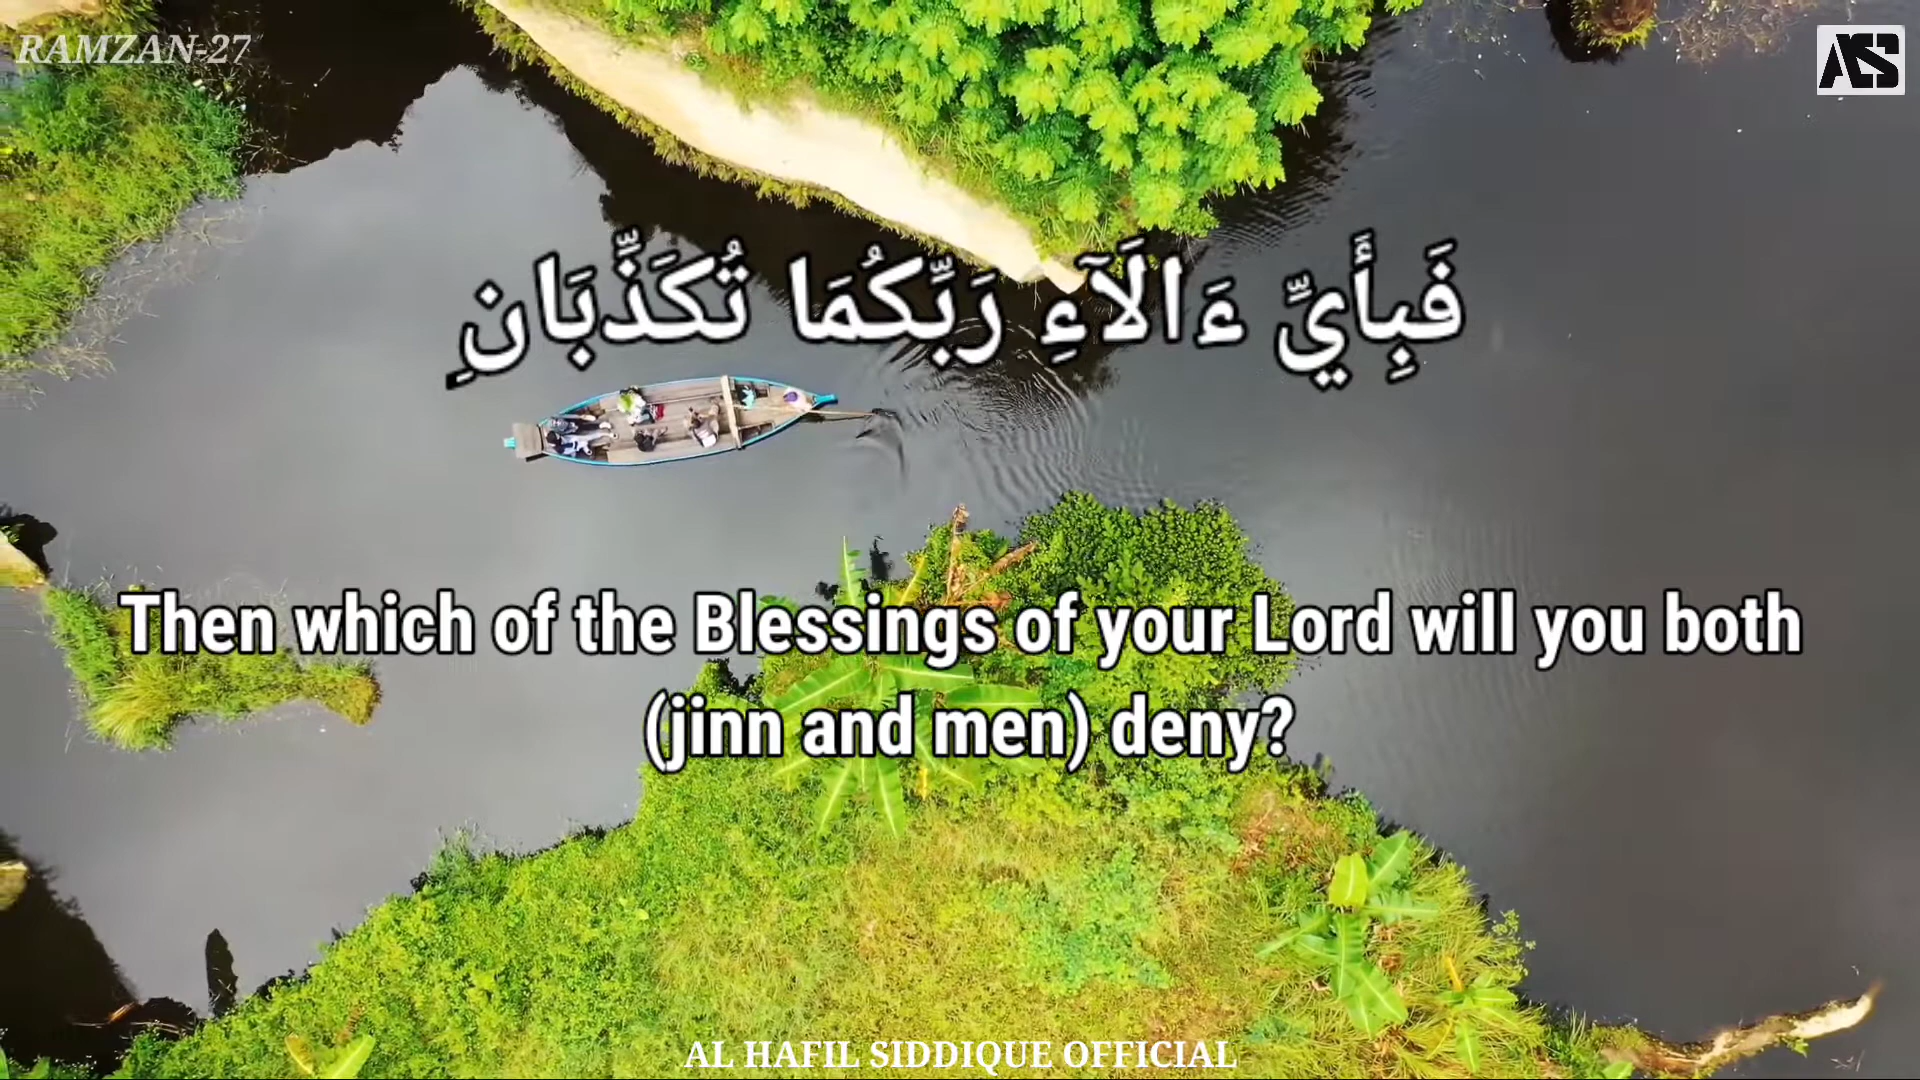 RAMZAN-27
فَبِأَيِّ ءَالَآءِ رَبِّكُمَا تُكَذِّبَانِ
Then which of the Blessings of your Lord will you both
(jinn and men) deny?
AL HAFIL SIDDIQUE OFFICIAL